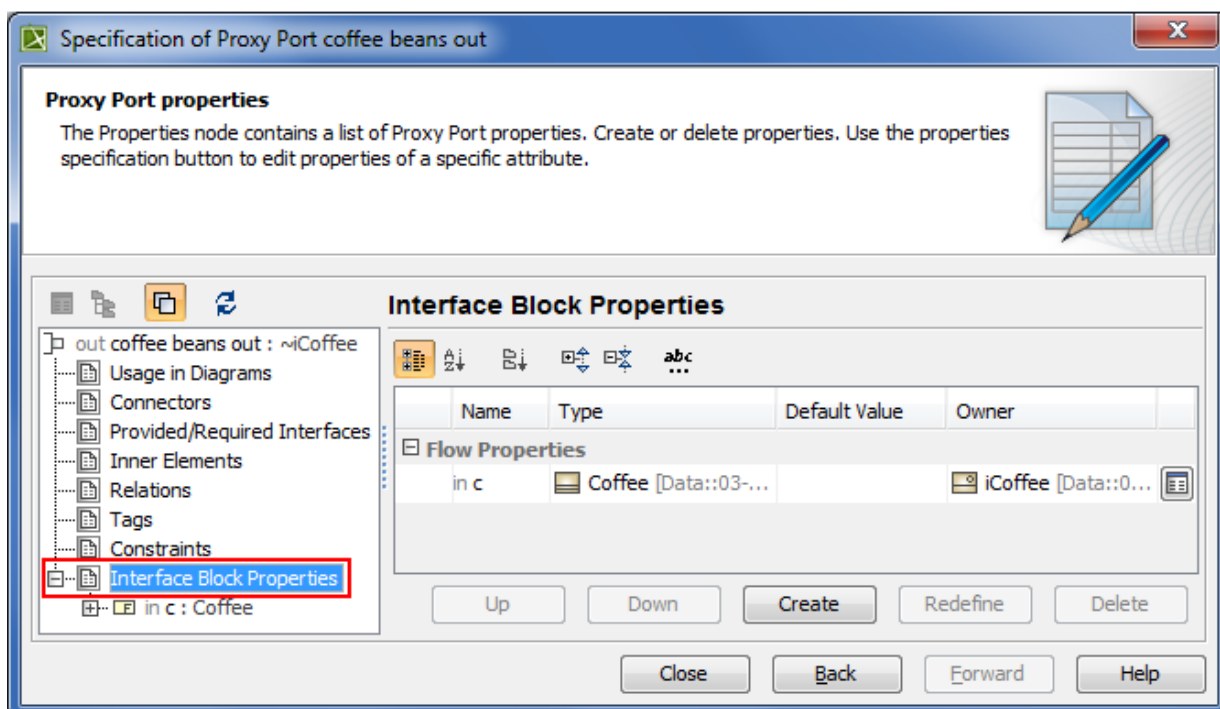 Specification of Proxy Port coffee beans out
Proxy Port properties
The Properties node contains a list of Proxy Port properties. Create or delete properties. Use the properties
specification button to edit properties of a specific attribute.
Interface Block Properties
out coffee beans out : ~iCoffee
Usage in Diagrams
Connectors
Provided/Required Interfaces
Inner Elements
Relations
Tags
Constraints
Interface Block Properties
in c : Coffee
Name Type Default Value Owner
Flow Properties
in c Coffee [Data::03-... iCoffee [Data::0...
Up Down Create Redefine Delete
Close Back Forward Help